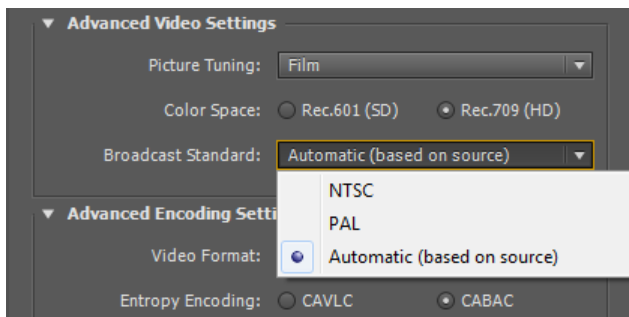 Advanced Video Settings
Picture Tuning: Film
Color Space: Rec.601 (SD) Rec.709 (HD)
Broadcast Standard: Automatic (based on source)
NTSC
Advanced Encoding Setti
PAL
Video Format: Automatic (based on source)
Entropy Encoding: CAVLC CABAC